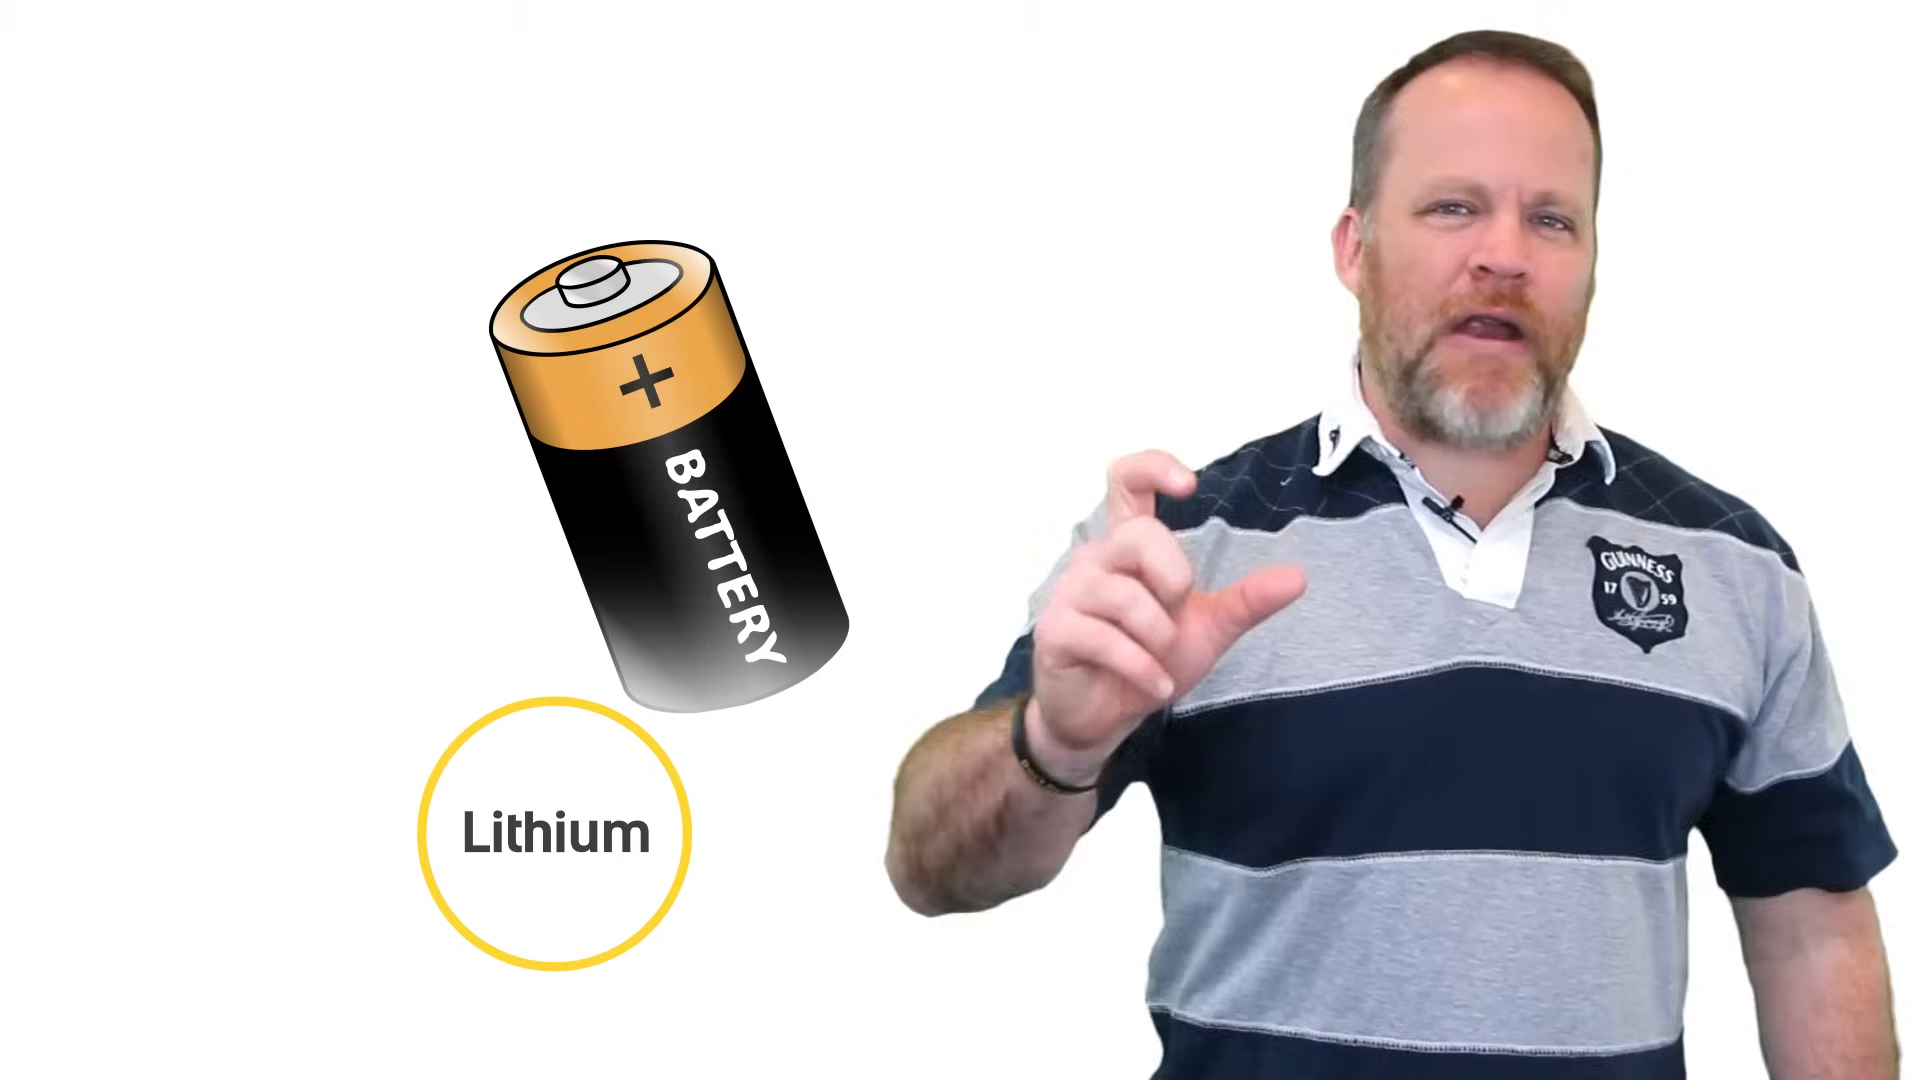 +
BATTERY
Lithium
GUINNESS
17 59